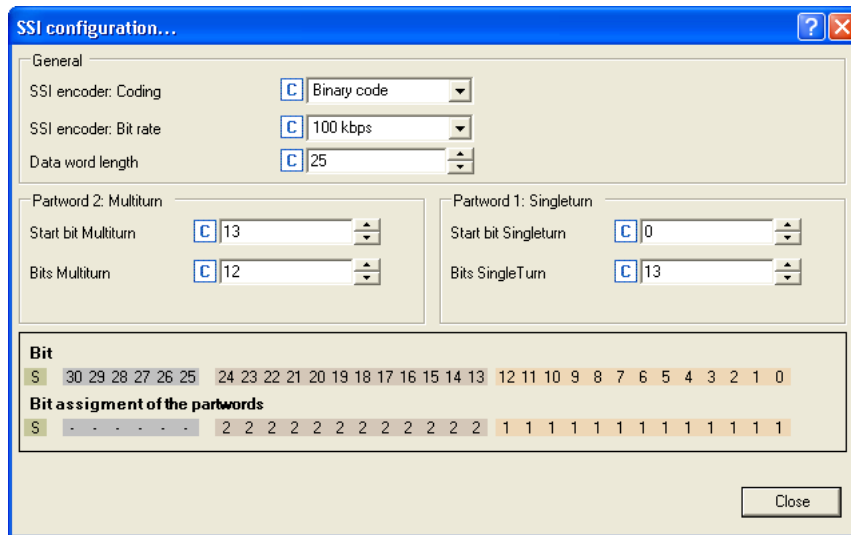 SSI configuration...
General
SSI encoder: Coding C Binary code
SSI encoder: Bit rate C 100 kbps
Data word length C 25
Partword 2: Multiturn
Start bit Multiturn C 13
Bits Multiturn C 12
Partword 1: Singleturn
Start bit Singleturn C 0
Bits SingleTurn C 13
Bit
S 30 29 28 27 26 25 24 23 22 21 20 19 18 17 16 15 14 13 12 11 10 9 8 7 6 5 4 3 2 1 0
Bit assigment of the partwords
S - - - - - - 2 2 2 2 2 2 2 2 2 2 2 2 1 1 1 1 1 1 1 1 1 1 1 1 1
Close